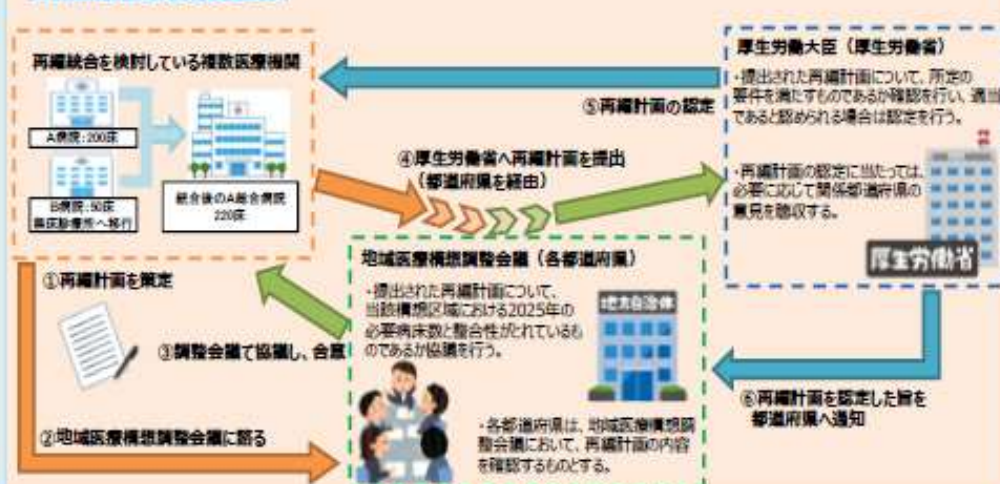 再編統合を検討している複数医療機関
A病院:200床
B病院:50床
無床診療所へ移行
統合後のA総合病院
220床
①再編計画を策定
②地域医療構想調整会議に諮る
③調整会議で協議し、合意
④厚生労働省へ再編計画を提出
（都道府県を経由）
地域医療構想調整会議（各都道府県）
・提出された再編計画について、
当該構想区域における2025年の
必要病床数と整合性がとれているも
のであるか協議を行う。
地方自治体
・各都道府県は、地域医療構想調
整会議において、再編計画の内容
を確認するものとする。
⑤再編計画の認定
厚生労働大臣（厚生労働省）
・提出された再編計画について、所定の
要件を満たすものであるか確認を行い、適当
であると認められる場合は認定を行う。
・再編計画の認定に当たっては、
必要に応じて関係都道府県の
意見を聴収する。
厚生労働省
⑥再編計画を認定した旨を
都道府県へ通知